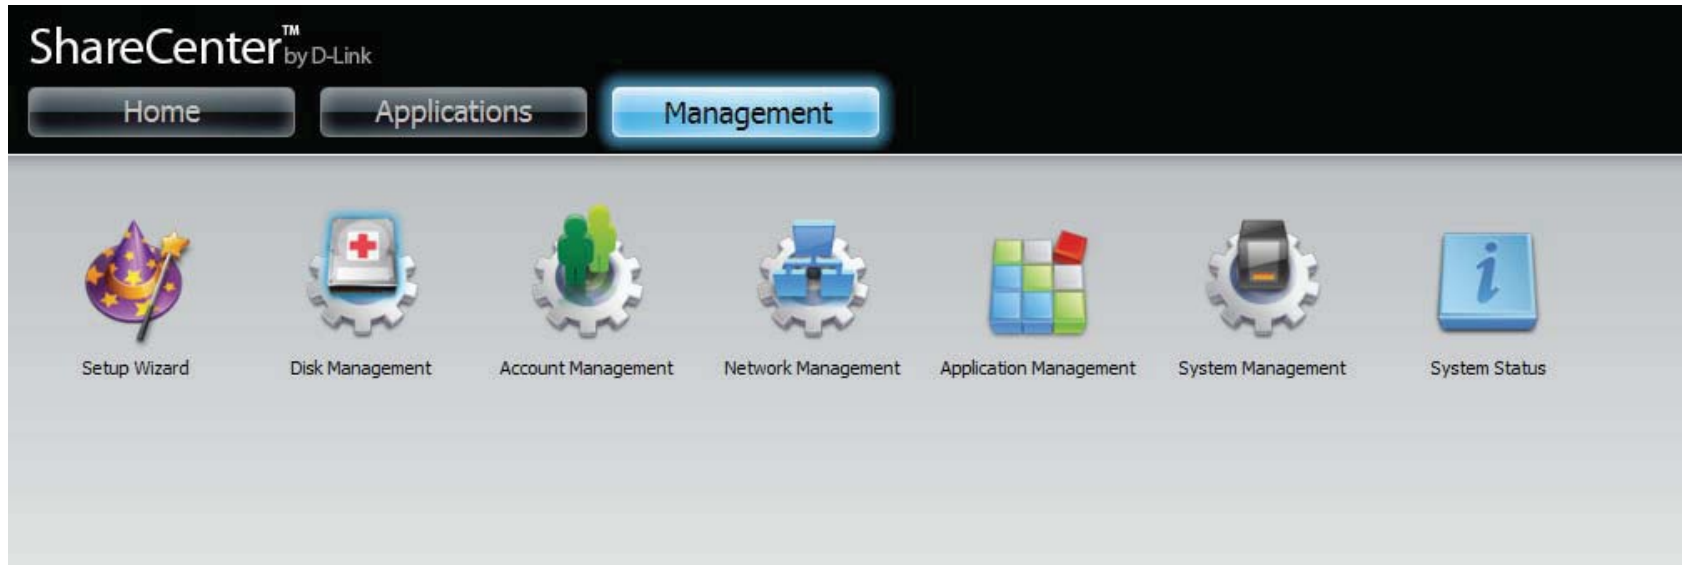 ShareCenter™ by D-Link
Home Applications Management
Setup Wizard Disk Management Account Management Network Management Application Management System Management System Status